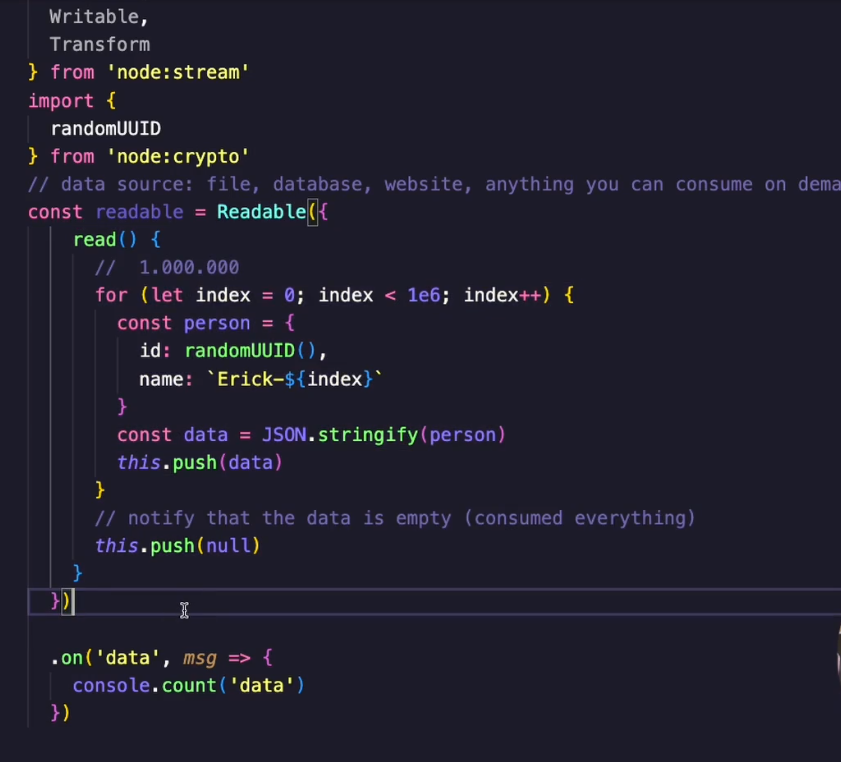 Writable,
Transform
} from 'node:stream'
import {
randomUUID
} from 'node:crypto'
// data source: file, database, website, anything you can consume on dema
const readable = Readable({
read() {
// 1.000.000
for (let index = 0; index < 1e6; index++) {
const person = {
id: randomUUID(),
name: `Erick-${index}`
}
const data = JSON.stringify(person)
this.push(data)
}
// notify that the data is empty (consumed everything)
this.push(null)
}
})
.on('data', msg => {
console.count('data')
})